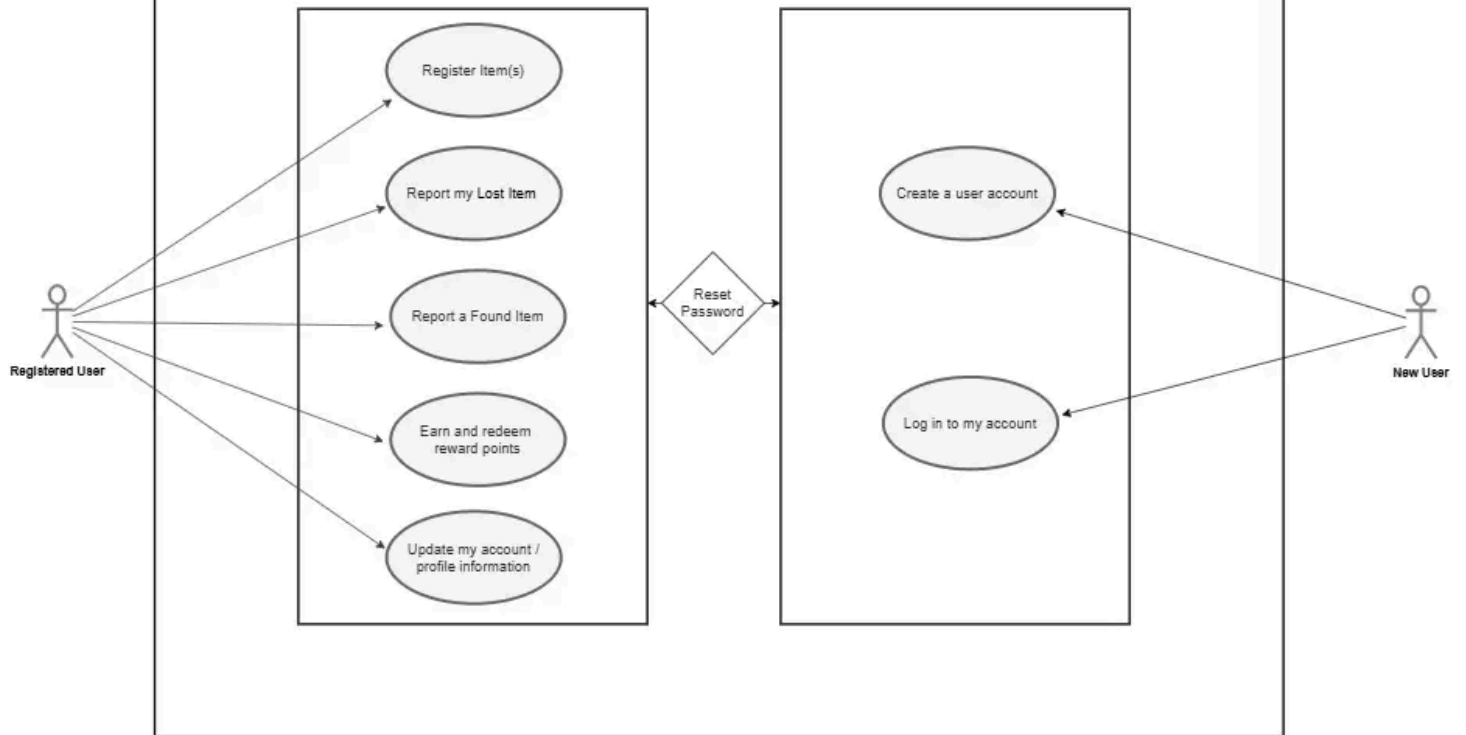 Register Item(s)
Report my Lost Item
Report a Found Item
Earn and redeem
reward points
Update my account /
profile information
Registered User
Reset
Password
Create a user account
Log in to my account
New User